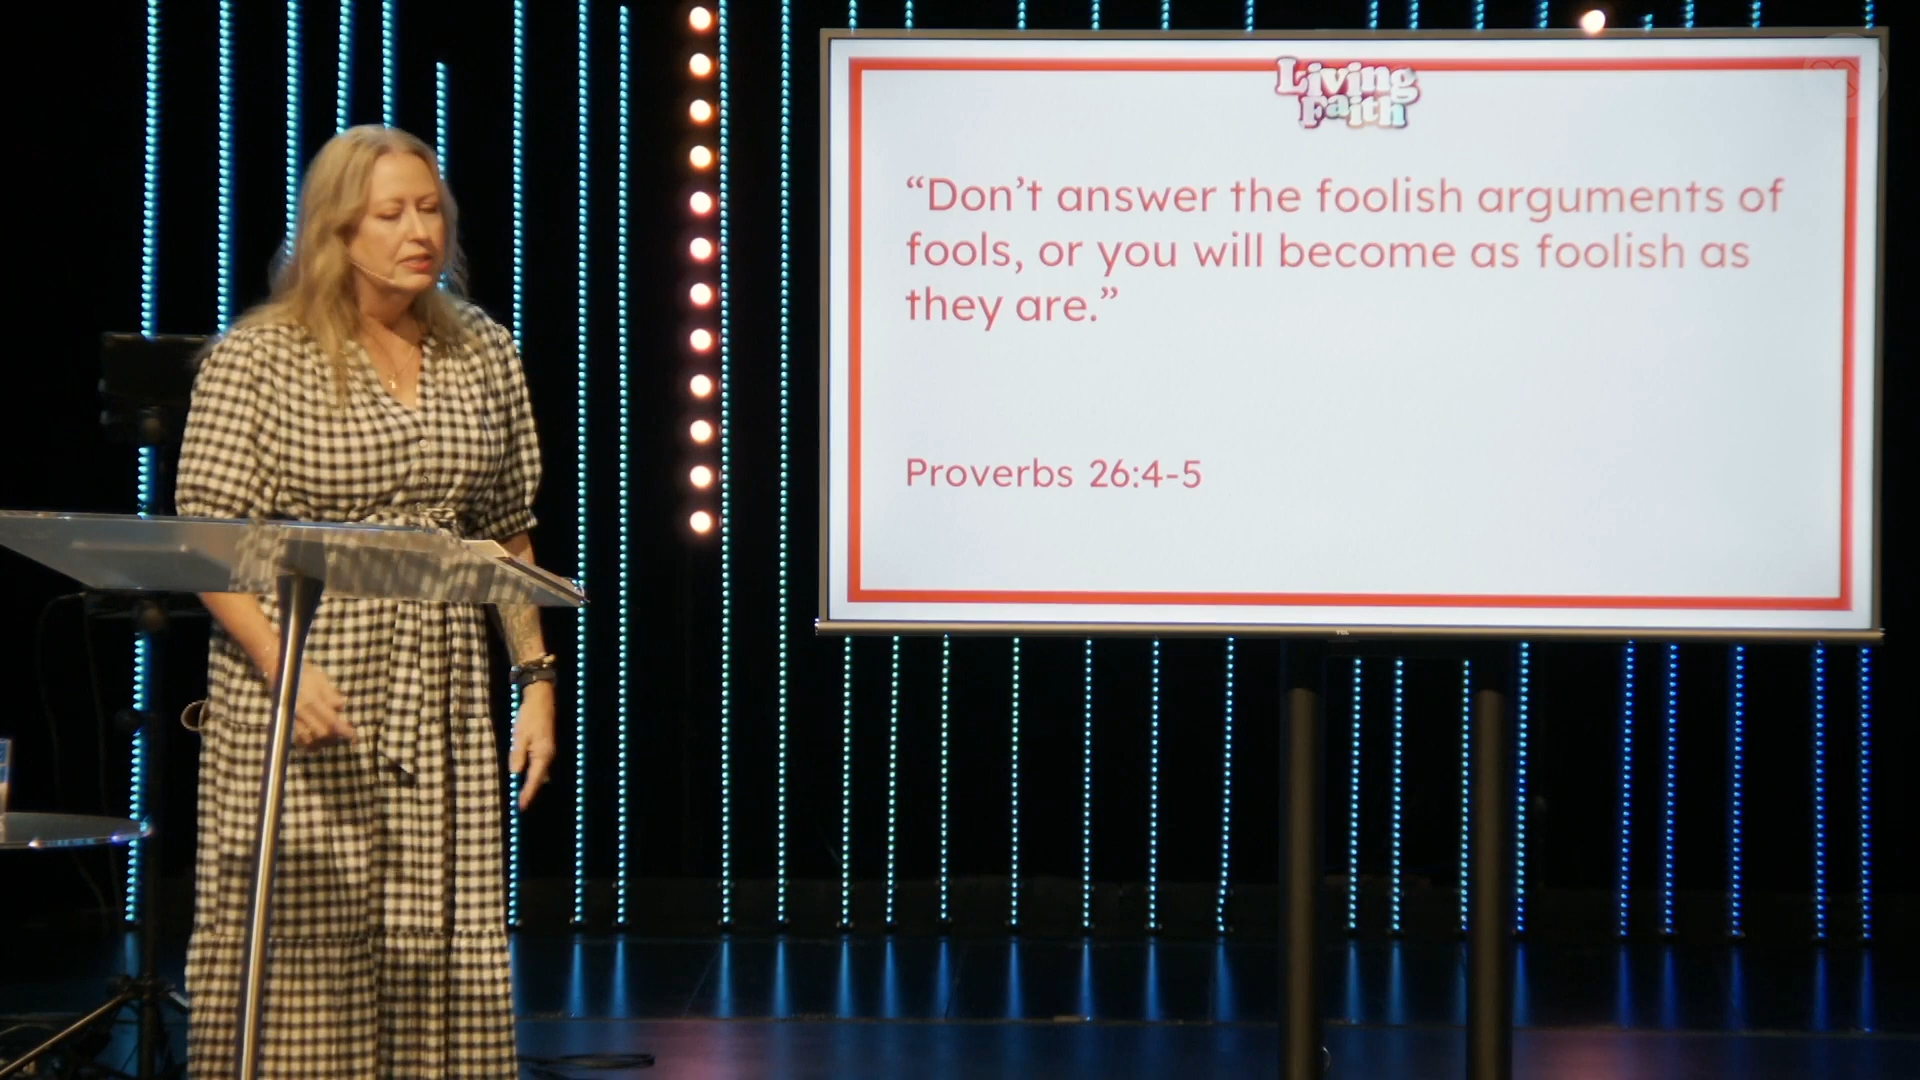 Living
Faith
“Don’t answer the foolish arguments of
fools, or you will become as foolish as
they are.”
Proverbs 26:4-5
TCL